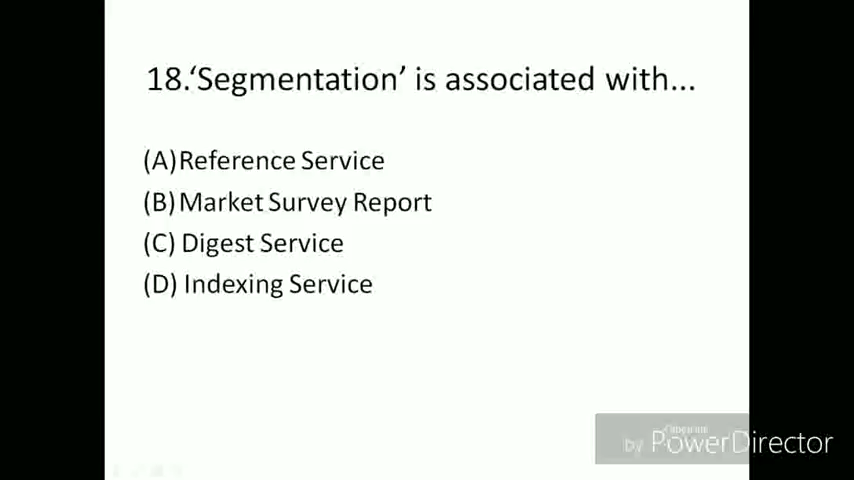 18.‘Segmentation’ is associated with...
(A)Reference Service
(B)Market Survey Report
(C) Digest Service
(D) Indexing Service
by PowerDirector